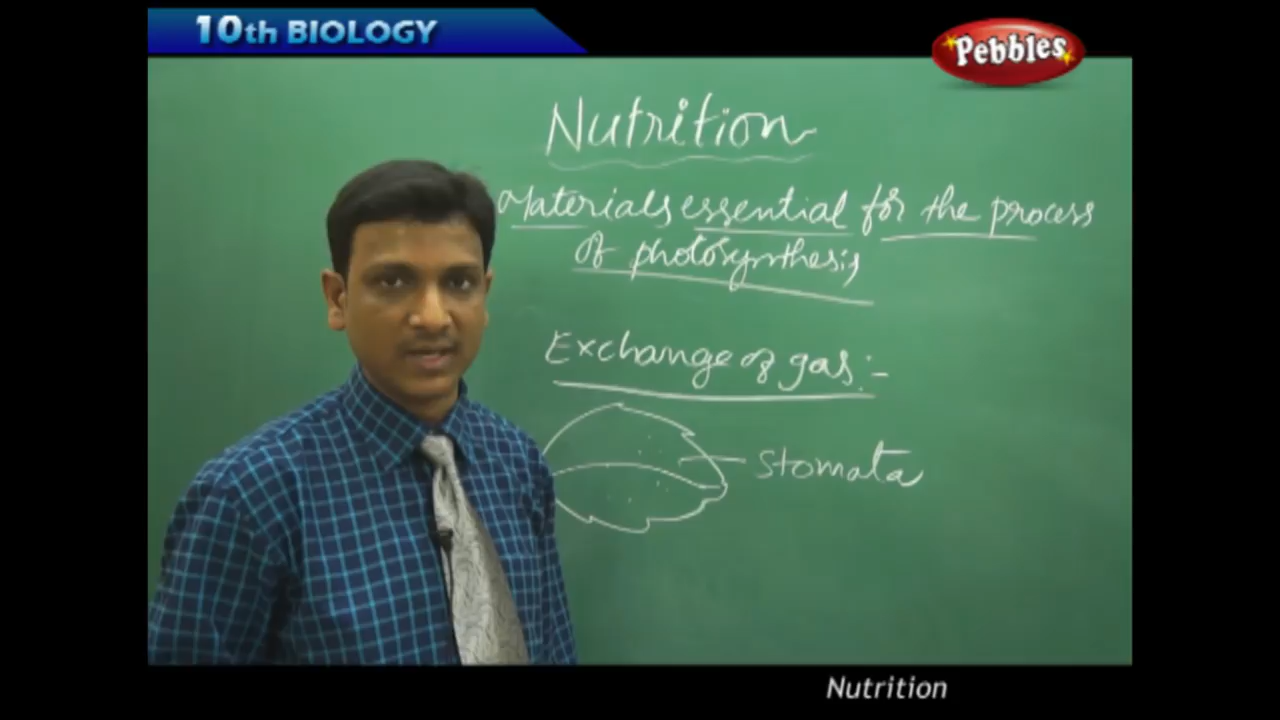 10th BIOLOGY
Pebbles
Nutrition
Materials essential for the process
of photosynthesis
Exchange of gas:-
Stomata
Nutrition